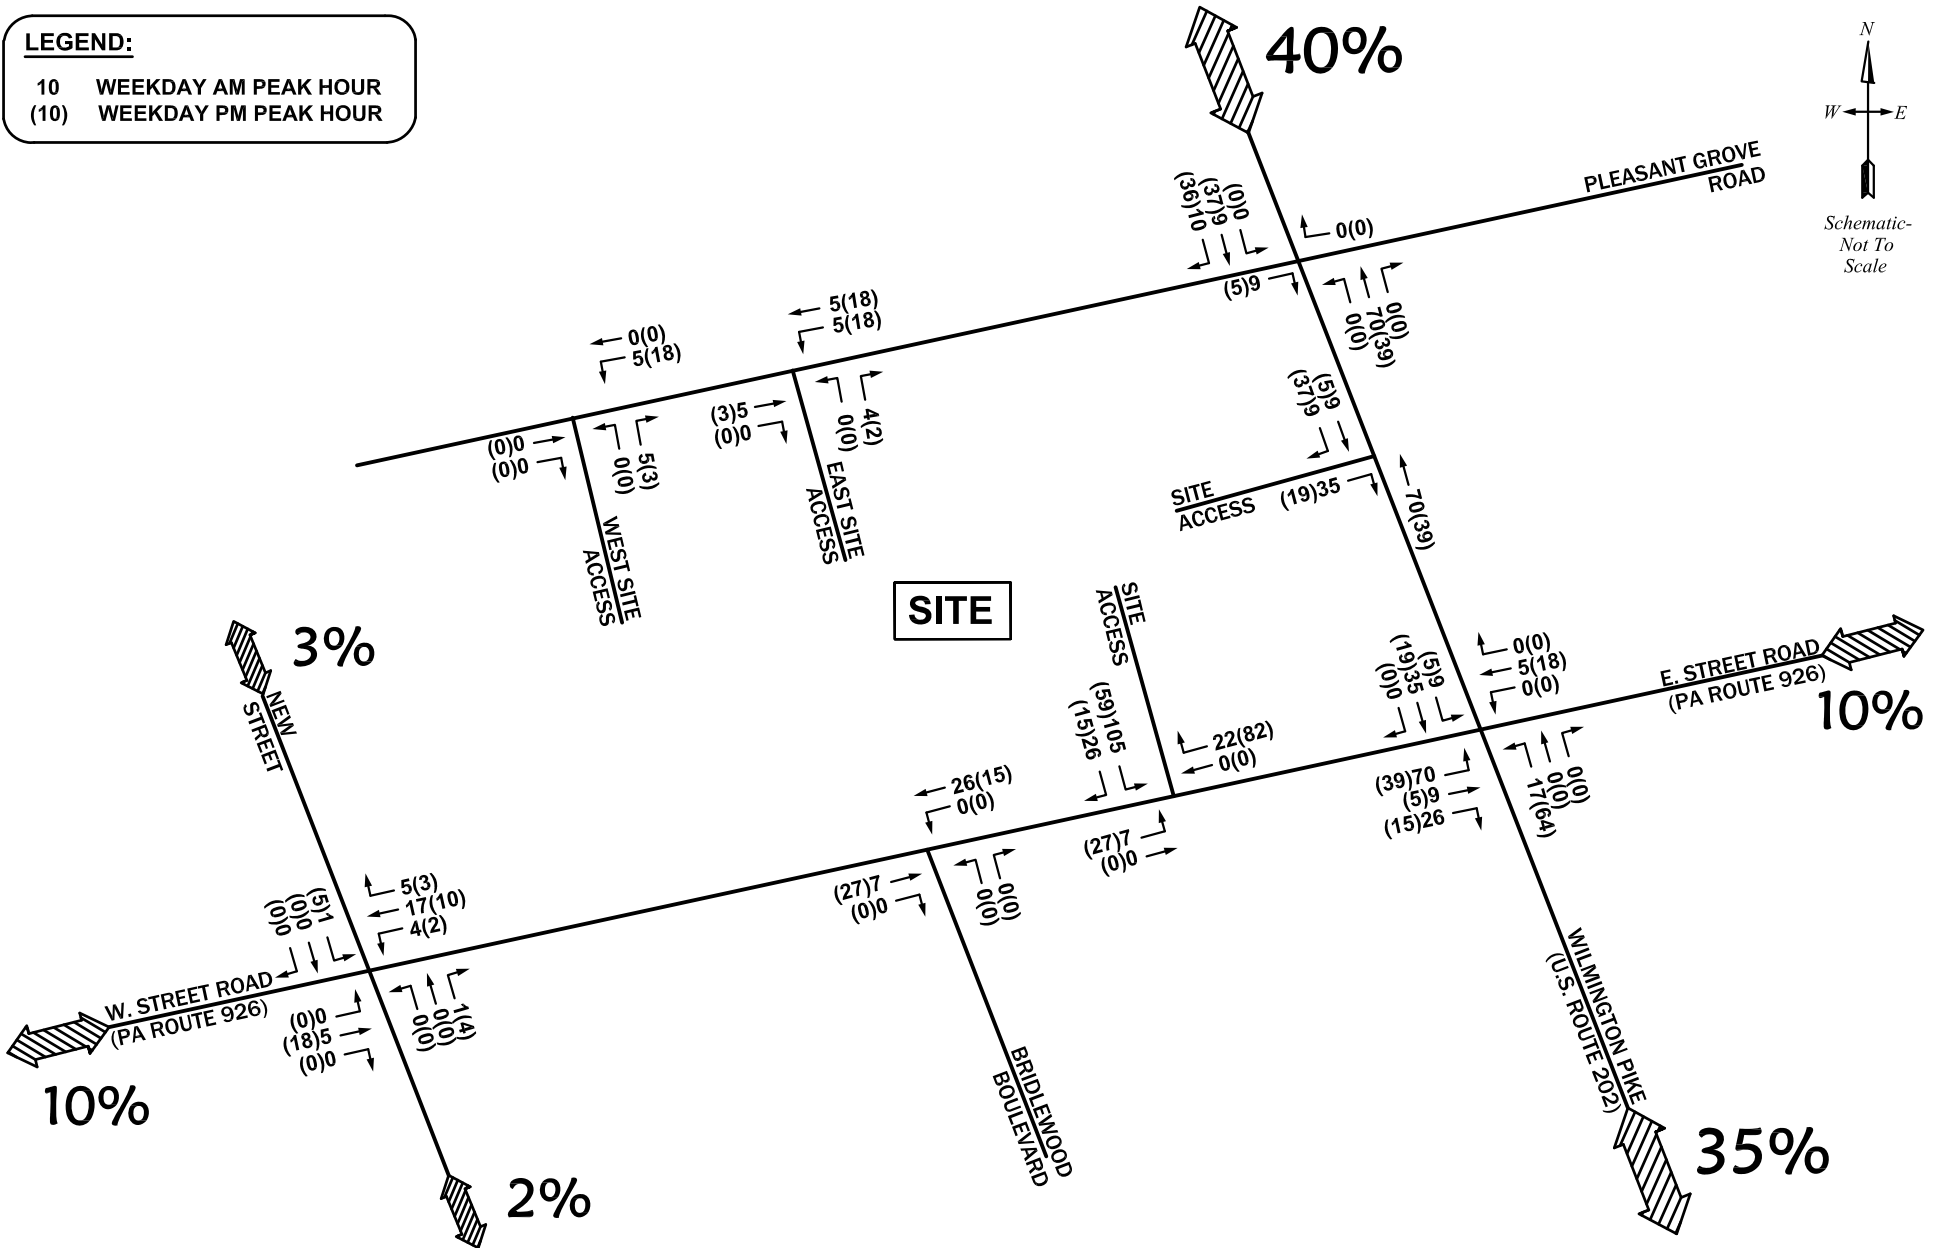 LEGEND:
10 WEEKDAY AM PEAK HOUR
(10) WEEKDAY PM PEAK HOUR
40%
N
W E
Schematic-
Not To
Scale
PLEASANT GROVE
ROAD
(36)10
(37)9
(0)0
0(0)
(5)9
0(0)
70(39)
0(0)
5(18)
5(18)
(3)5
(0)0
0(0)
4(2)
EAST SITE
ACCESS
0(0)
5(18)
(0)0
(0)0
0(0)
5(3)
WEST SITE
ACCESS
(37)9
(5)9
SITE
ACCESS
(19)35
70(39)
SITE
SITE
ACCESS
(15)26
(59)105
22(82)
0(0)
(27)7
(0)0
(0)0
(19)35
(5)9
0(0)
5(18)
0(0)
(39)70
(5)9
(15)26
17(64)
0(0)
0(0)
E. STREET ROAD
(PA ROUTE 926)
10%
3%
NEW
STREET
26(15)
0(0)
(27)7
(0)0
0(0)
0(0)
BRIDLEWOOD
BOULEVARD
(0)0
(0)0
(5)1
5(3)
17(10)
4(2)
(0)0
(18)5
(0)0
0(0)
0(0)
1(4)
W. STREET ROAD
(PA ROUTE 926)
10%
2%
WILMINGTON PIKE
(U.S. ROUTE 202)
35%